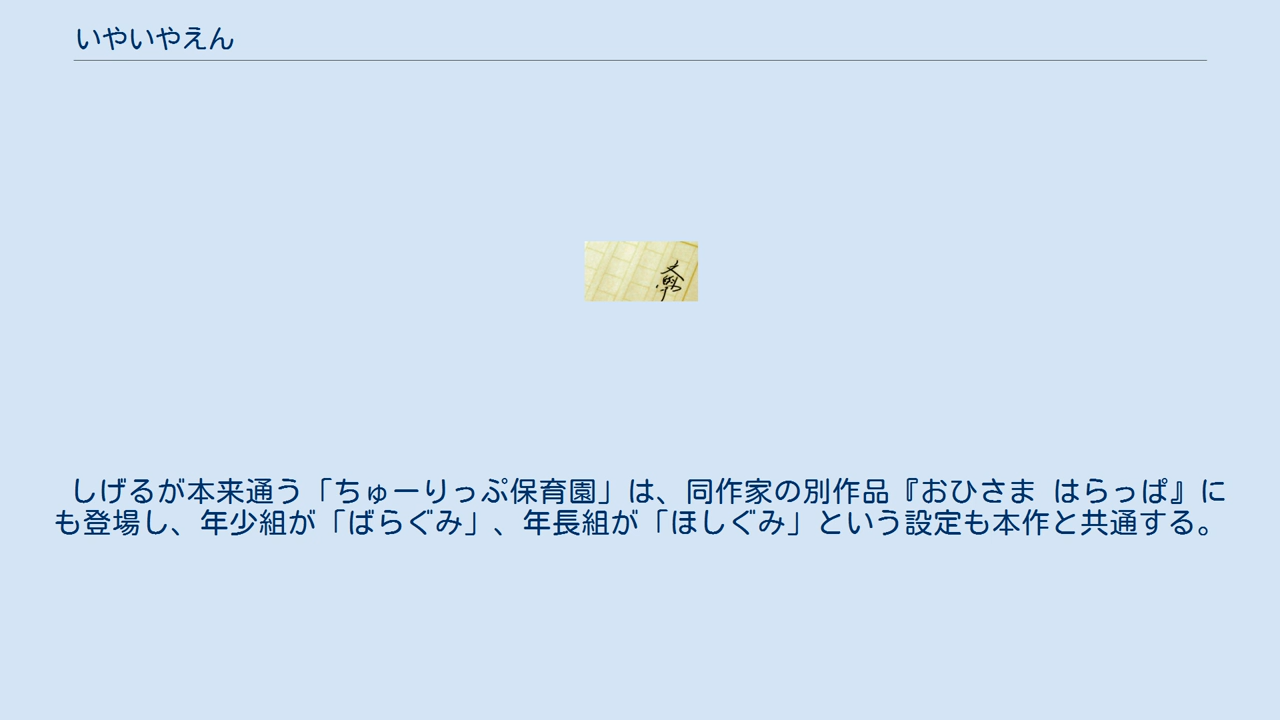 いやいやえん
しげるが本来通う「ちゅーりっぷ保育園」は、同作家の別作品『おひさま はらっぱ』に
も登場し、年少組が「ばらぐみ」、年長組が「ほしぐみ」という設定も本作と共通する。